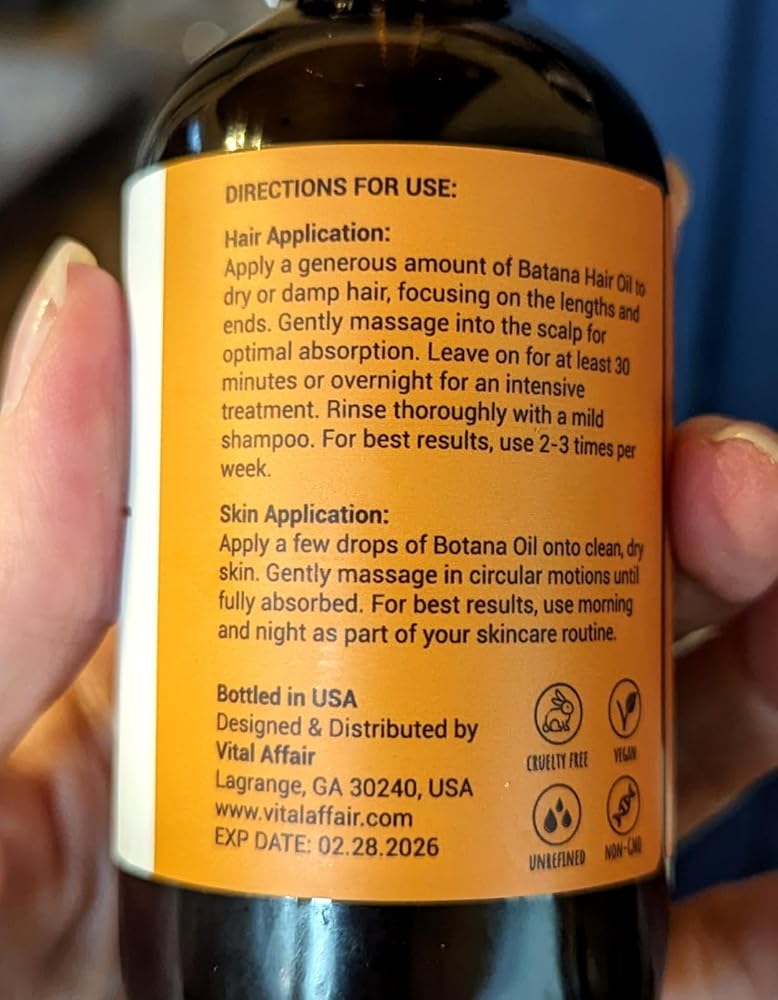 DIRECTIONS FOR USE:
Hair Application:
Apply a generous amount of Batana Hair Oil to
dry or damp hair, focusing on the lengths and
ends. Gently massage into the scalp for
optimal absorption. Leave on for at least 30
minutes or overnight for an intensive
treatment. Rinse thoroughly with a mild
shampoo. For best results, use 2-3 times per
week.
Skin Application:
Apply a few drops of Botana Oil onto clean, dry
skin. Gently massage in circular motions until
fully absorbed. For best results, use morning
and night as part of your skincare routine.
Bottled in USA
Designed & Distributed by
Vital Affair
Lagrange, GA 30240, USA
www.vitalaffair.com
EXP DATE: 02.28.2026
CRUELTY FREE
VEGAN
UNREFINED
NON-GMO